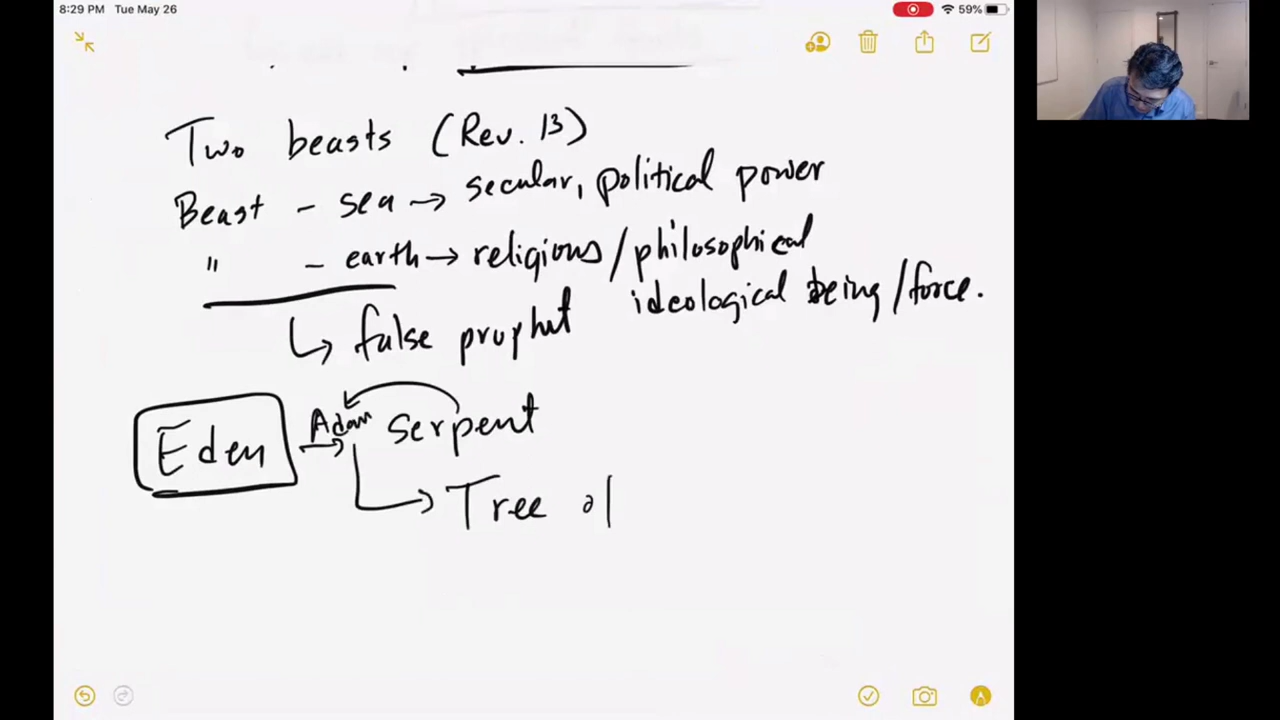 8:29 PM Tue May 26
59%
Two beasts (Rev. 13)
Beast - sea → secular, political power
" - earth → religious / philosophical
ideological being / force.
↳ false prophet
Eden → Adam serpent
Tree of